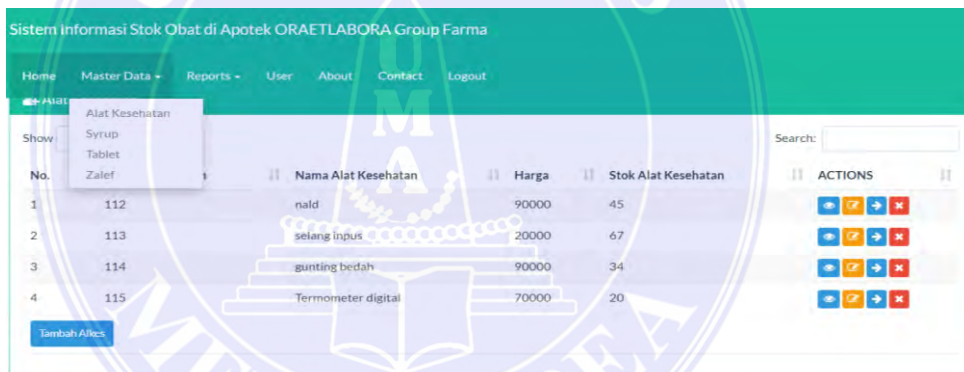 Sistem Informasi Stok Obat di Apotek ORAETLABORA Group Farma
Home Master Data Reports User About Contact Logout
Alat
Alat Kesehatan
Show Syrup Search:
Tablet
No. Zalef Nama Alat Kesehatan Harga Stok Alat Kesehatan ACTIONS
1 112 nald 90000 45
2 113 selang inpus 20000 67
3 114 gunting bedah 90000 34
4 115 Termometer digital 70000 20
Tambah Alkes